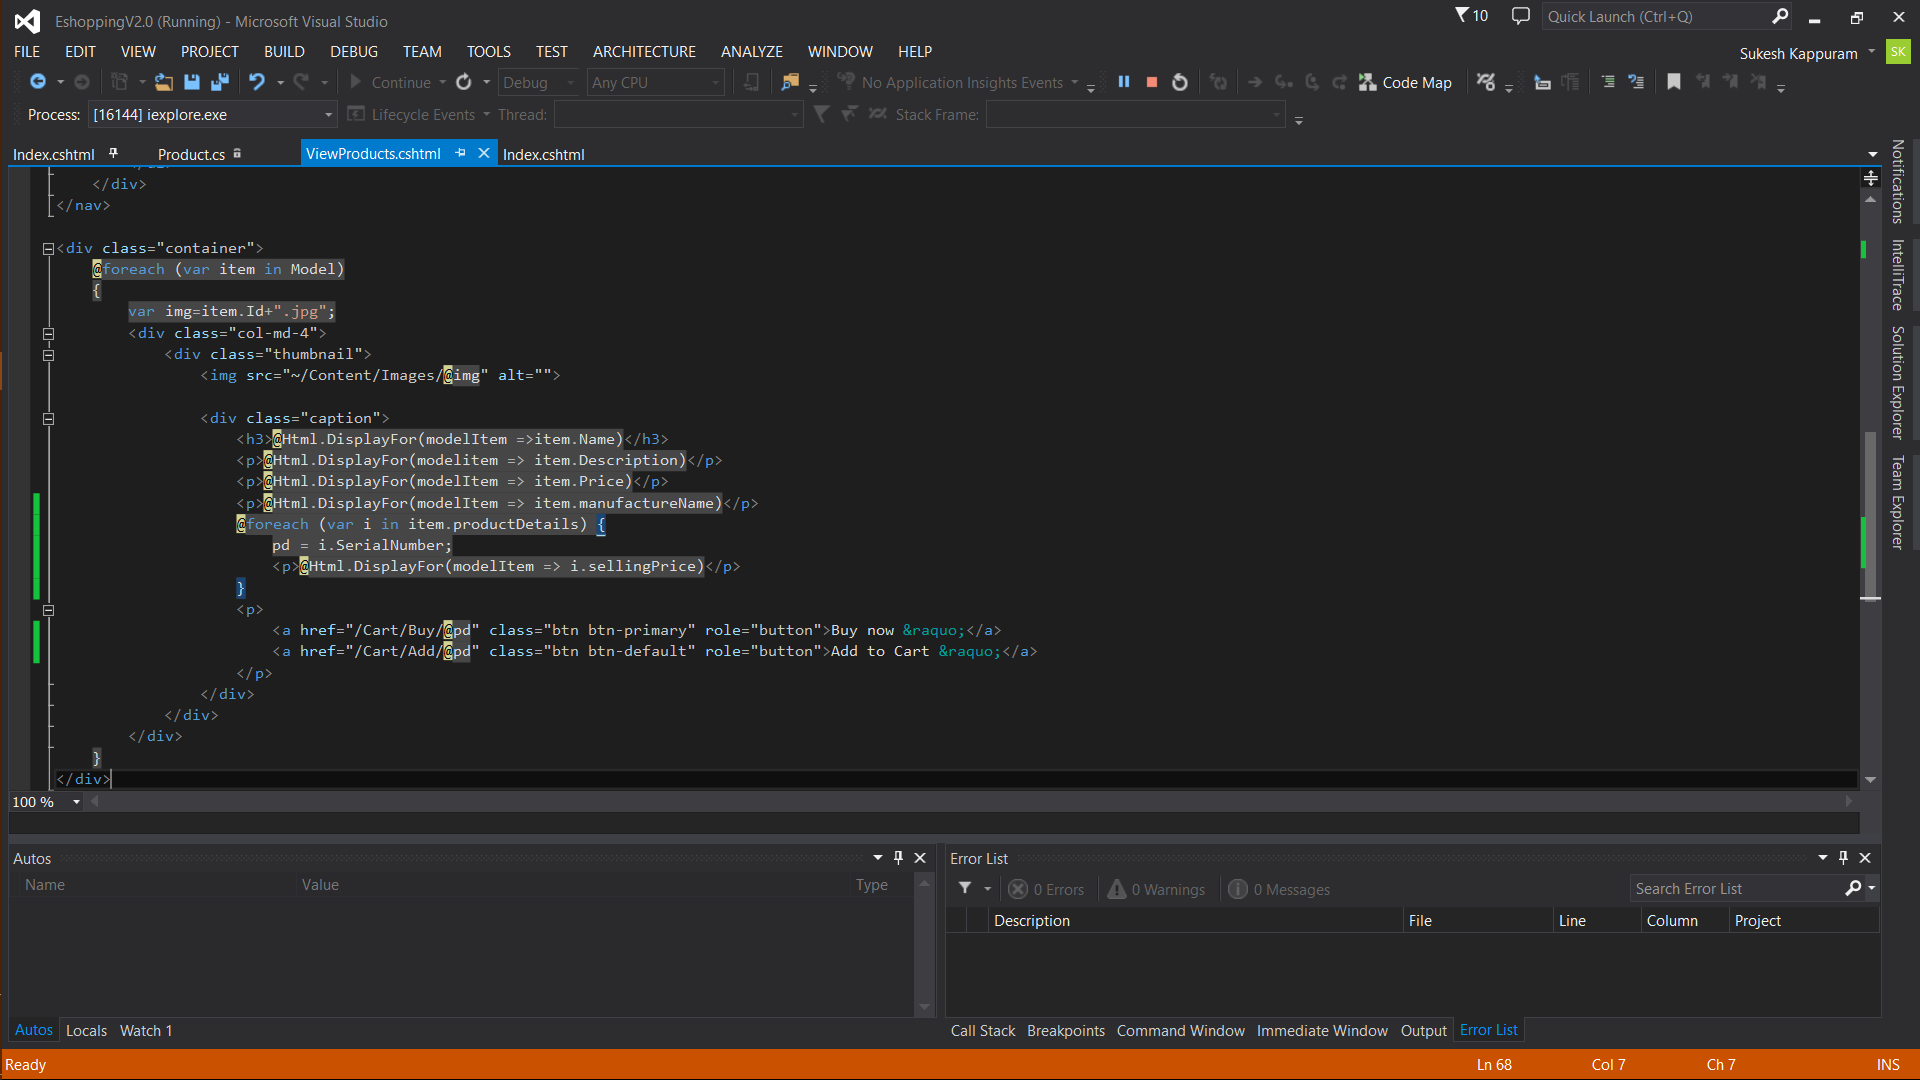 EshoppingV2.0 (Running) - Microsoft Visual Studio
10
Quick Launch (Ctrl+Q)
FILE EDIT VIEW PROJECT BUILD DEBUG TEAM TOOLS TEST ARCHITECTURE ANALYZE WINDOW HELP
Sukesh Kappuram SK
Continue Debug Any CPU No Application Insights Events Code Map
Process: [16144] iexplore.exe Lifecycle Events Thread: Stack Frame:
Index.cshtml Product.cs ViewProducts.cshtml Index.cshtml
</div>
</nav>
<div class="container">
@foreach (var item in Model)
{
var img=item.Id+".jpg";
<div class="col-md-4">
<div class="thumbnail">
<img src="~/Content/Images/@img" alt="">
<div class="caption">
<h3>@Html.DisplayFor(modelItem =>item.Name)</h3>
<p>@Html.DisplayFor(modelitem => item.Description)</p>
<p>@Html.DisplayFor(modelItem => item.Price)</p>
<p>@Html.DisplayFor(modelItem => item.manufactureName)</p>
@foreach (var i in item.productDetails) {
pd = i.SerialNumber;
<p>@Html.DisplayFor(modelItem => i.sellingPrice)</p>
}
<p>
<a href="/Cart/Buy/@pd" class="btn btn-primary" role="button">Buy now &raquo;</a>
<a href="/Cart/Add/@pd" class="btn btn-default" role="button">Add to Cart &raquo;</a>
</p>
</div>
</div>
</div>
}
</div>
100 %
Notifications
IntelliTrace
Solution Explorer
Team Explorer
Autos
Name Value Type
Autos Locals Watch 1
Error List
0 Errors 0 Warnings 0 Messages Search Error List
Description File Line Column Project
Call Stack Breakpoints Command Window Immediate Window Output Error List
Ready Ln 68 Col 7 Ch 7 INS